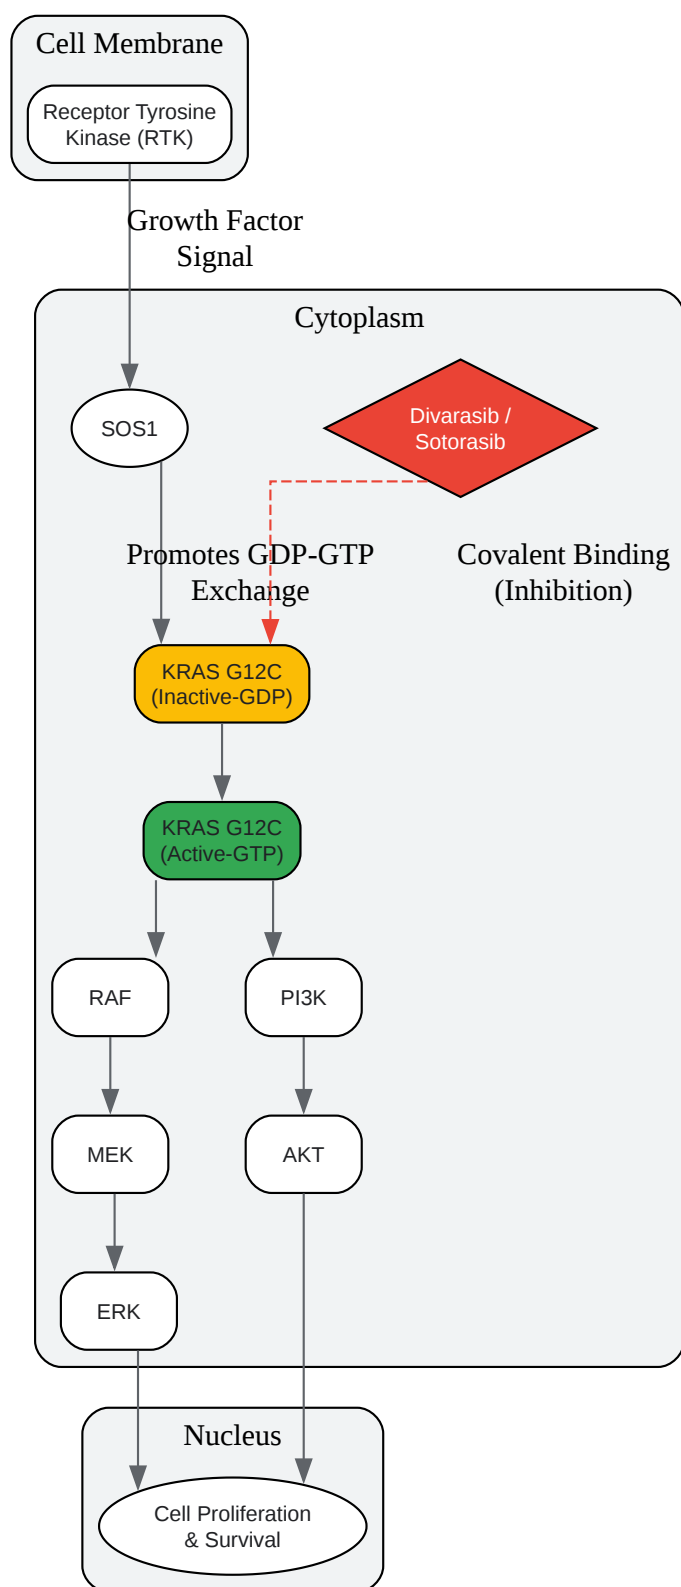 Cell Membrane
Receptor Tyrosine
Kinase (RTK)
Growth Factor
Signal
Cytoplasm
SOS1
Divarasib /
Sotorasib
Promotes GDP-GTP
Exchange
Covalent Binding
(Inhibition)
KRAS G12C
(Inactive-GDP)
KRAS G12C
(Active-GTP)
RAF
PI3K
MEK
AKT
ERK
Nucleus
Cell Proliferation
& Survival